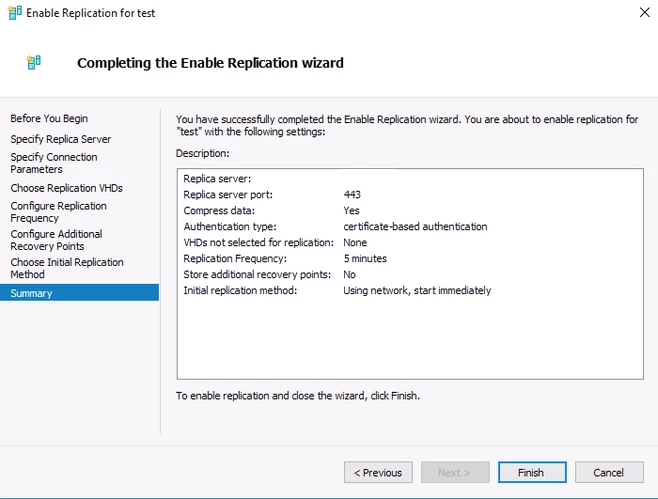 Enable Replication for test
Completing the Enable Replication wizard
Before You Begin
Specify Replica Server
Specify Connection
Parameters
Choose Replication VHDs
Configure Replication
Frequency
Configure Additional
Recovery Points
Choose Initial Replication
Method
Summary
You have successfully completed the Enable Replication wizard. You are about to enable replication for
"test" with the following settings:
Description:
Replica server:
Replica server port: 443
Compress data: Yes
Authentication type: certificate-based authentication
VHDs not selected for replication: None
Replication Frequency: 5 minutes
Store additional recovery points: No
Initial replication method: Using network, start immediately
To enable replication and close the wizard, click Finish.
< Previous Next > Finish Cancel